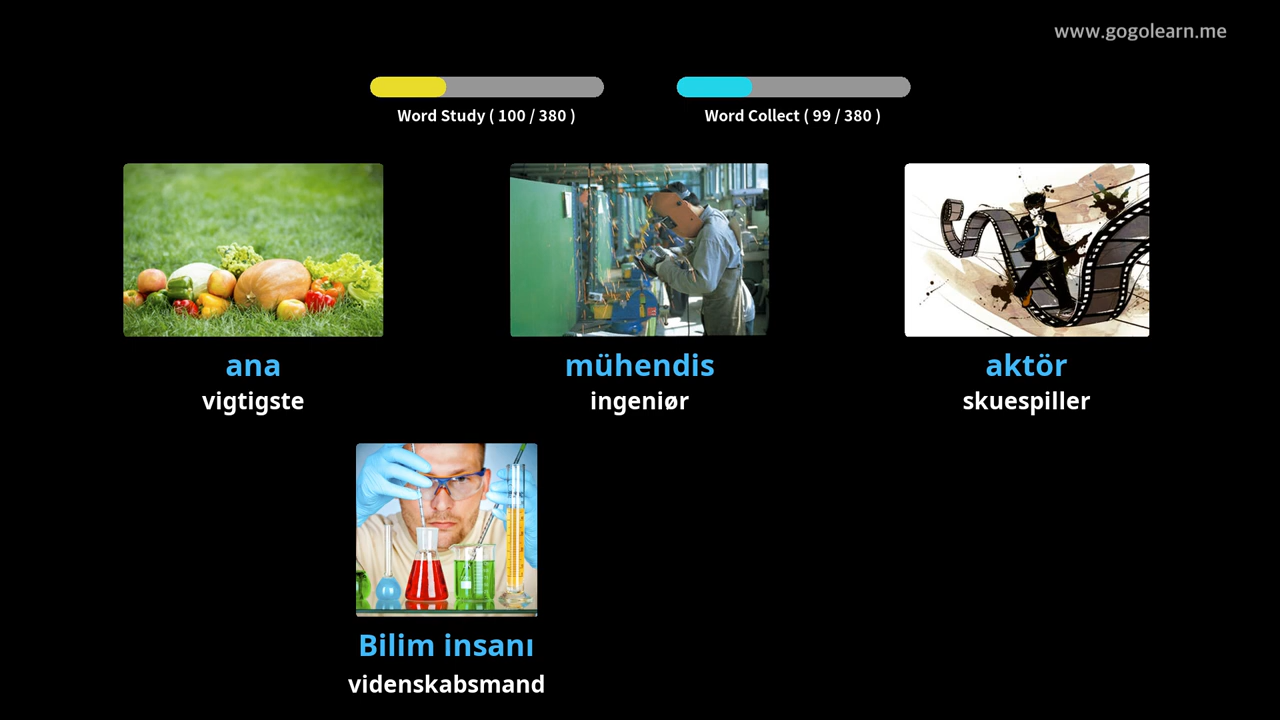 www.gogolearn.me
Word Study ( 100 / 380 )
Word Collect ( 99 / 380 )
ana
vigtigste
mühendis
ingeniør
aktör
skuespiller
Bilim insanı
videnskabsmand